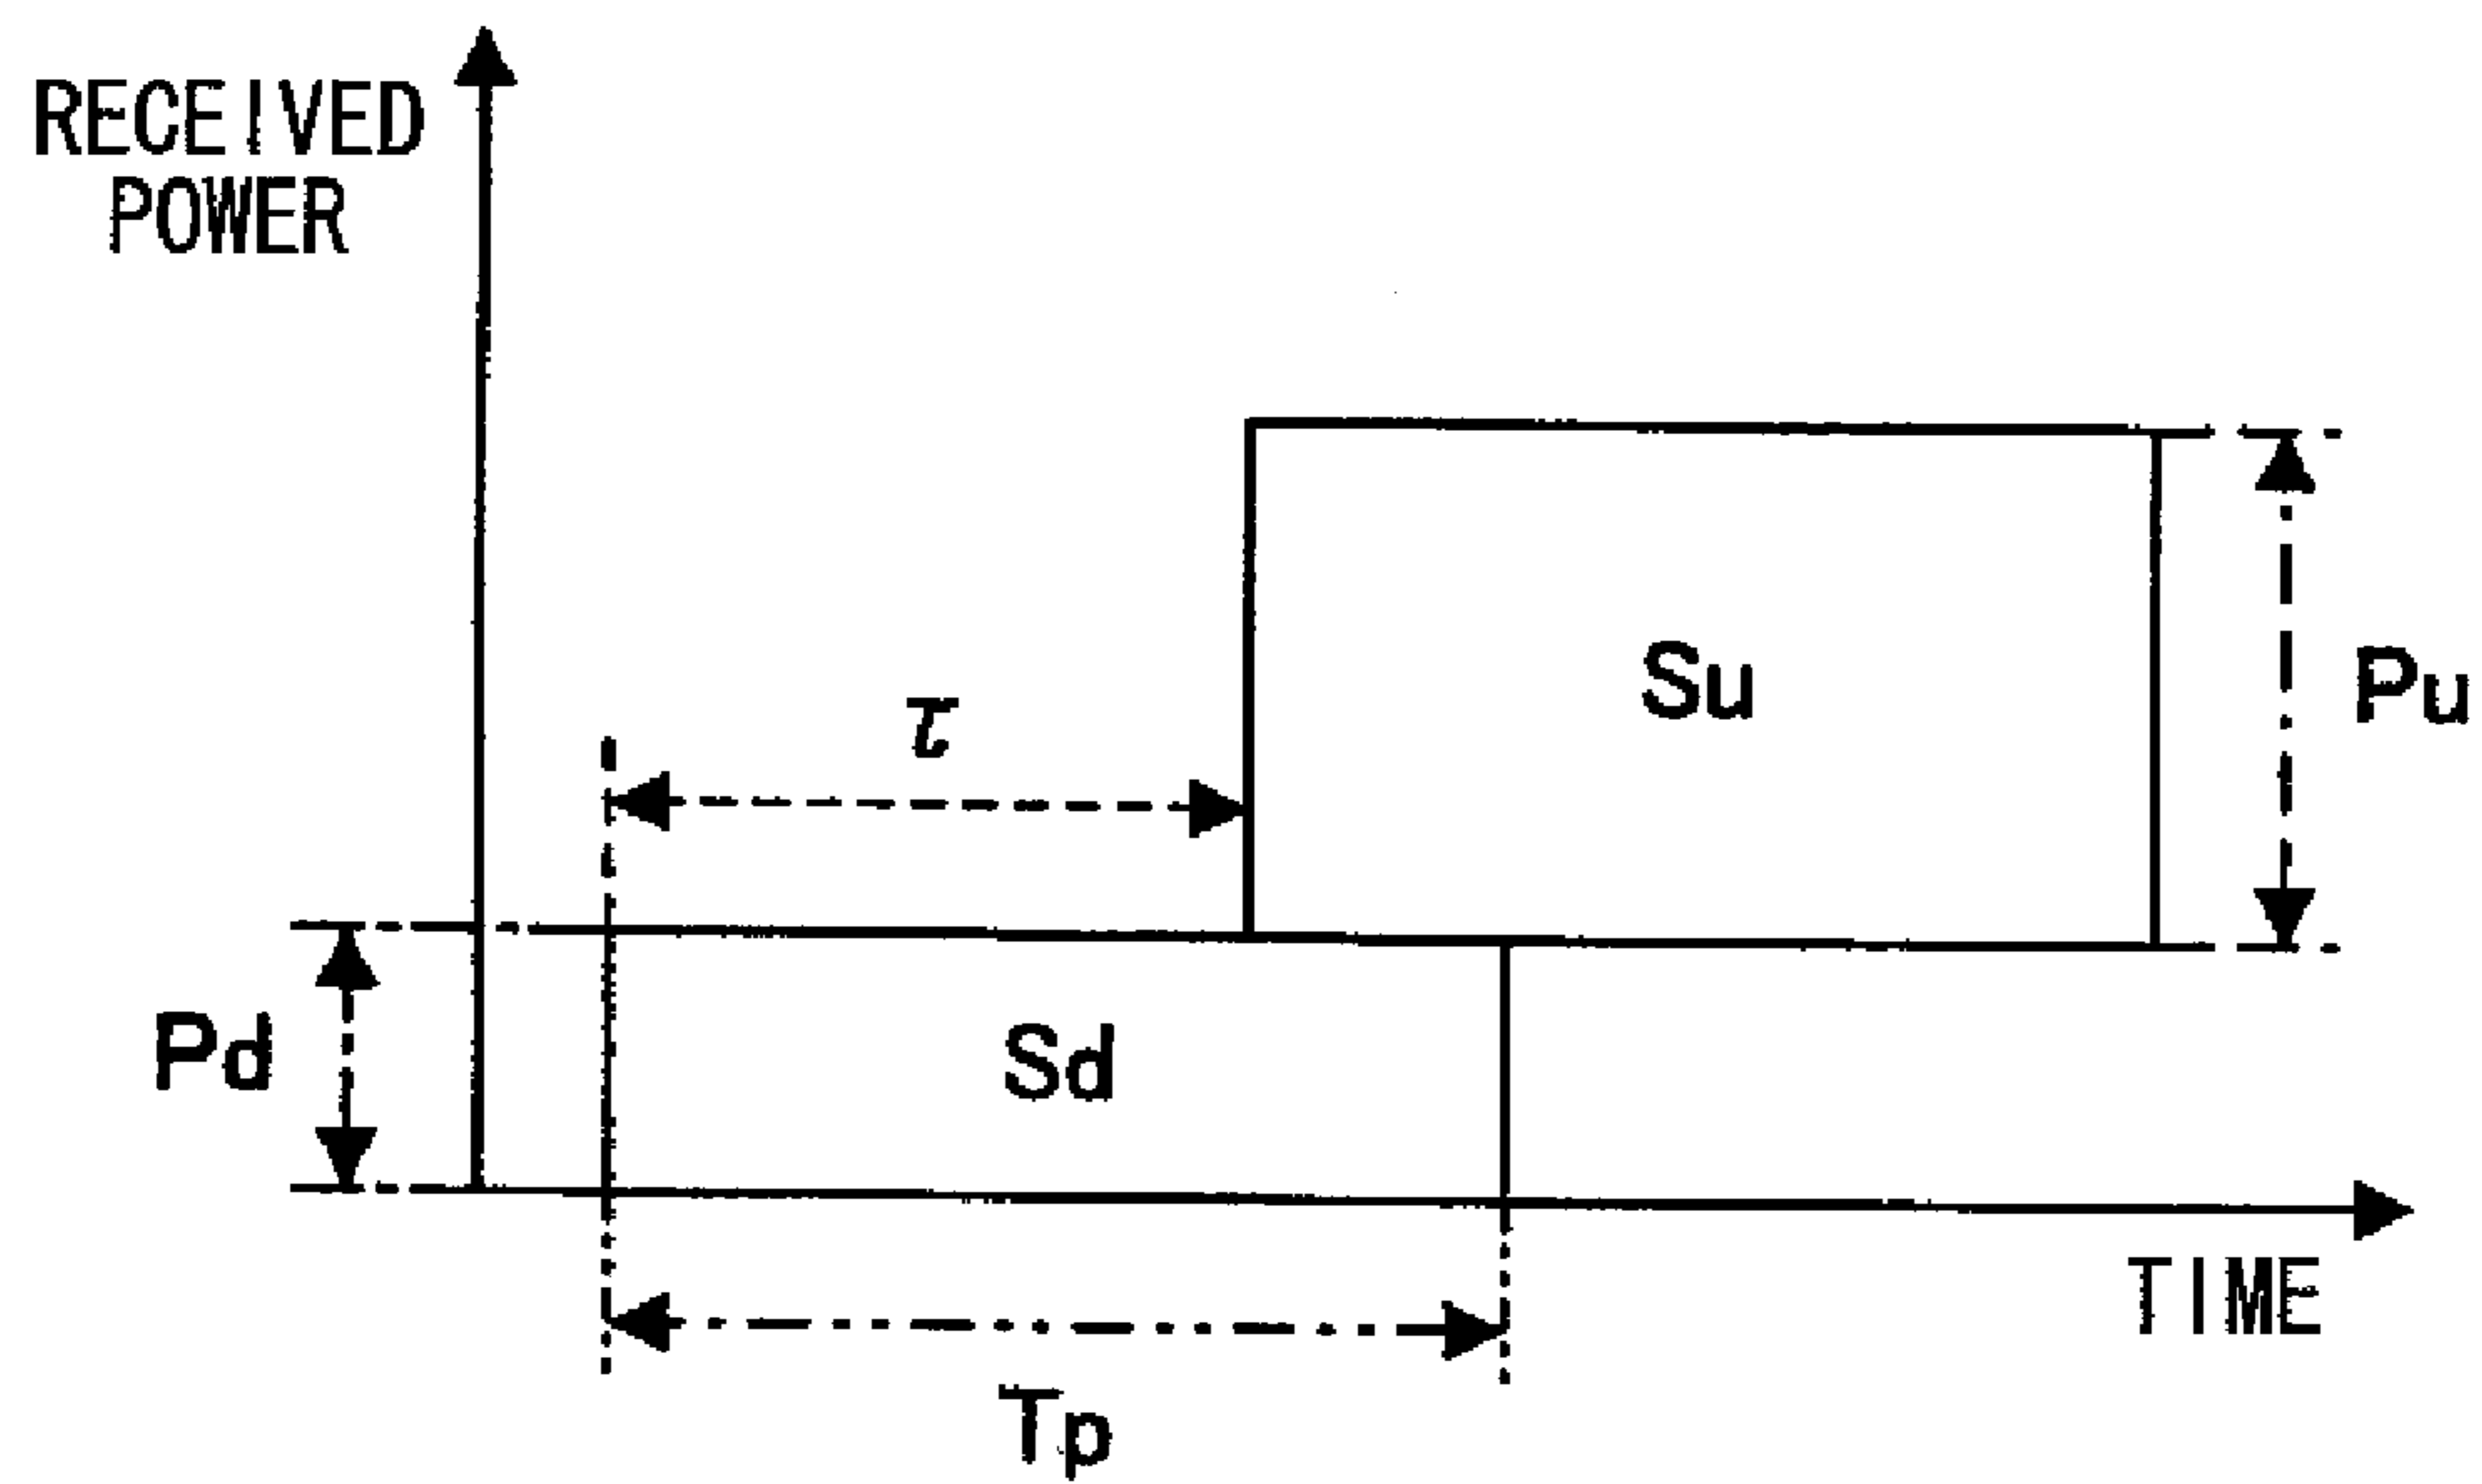 RECEIVED
POWER
Su
Pu
τ
Pd
Sd
TIME
Tp